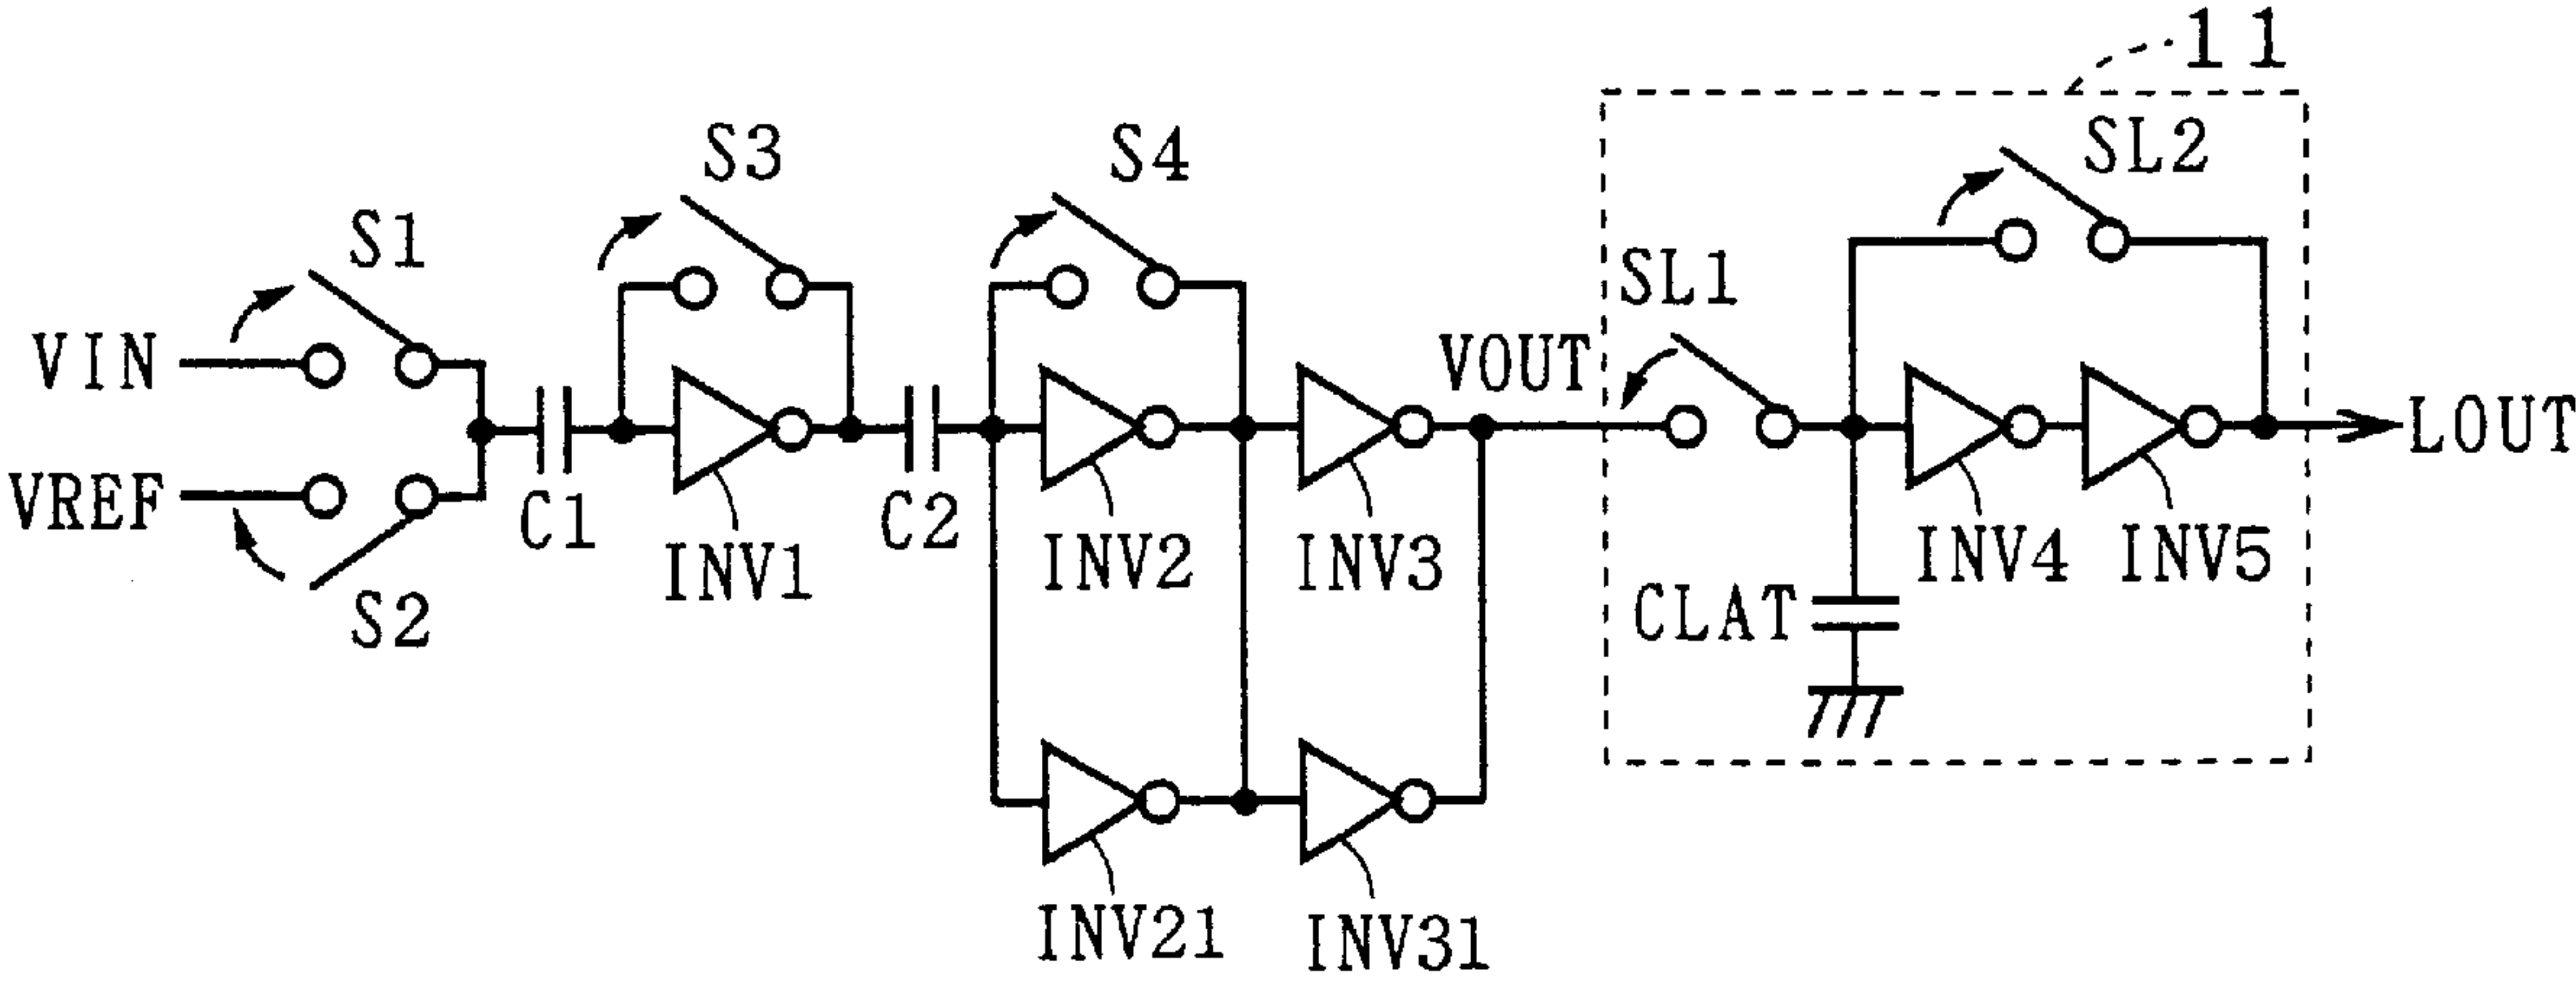 11
SL2
S3
S4
S1
SL1
VIN
VOUT
LOUT
VREF
C1
C2
INV1
INV2
INV3
INV4
INV5
S2
CLAT
INV21
INV31